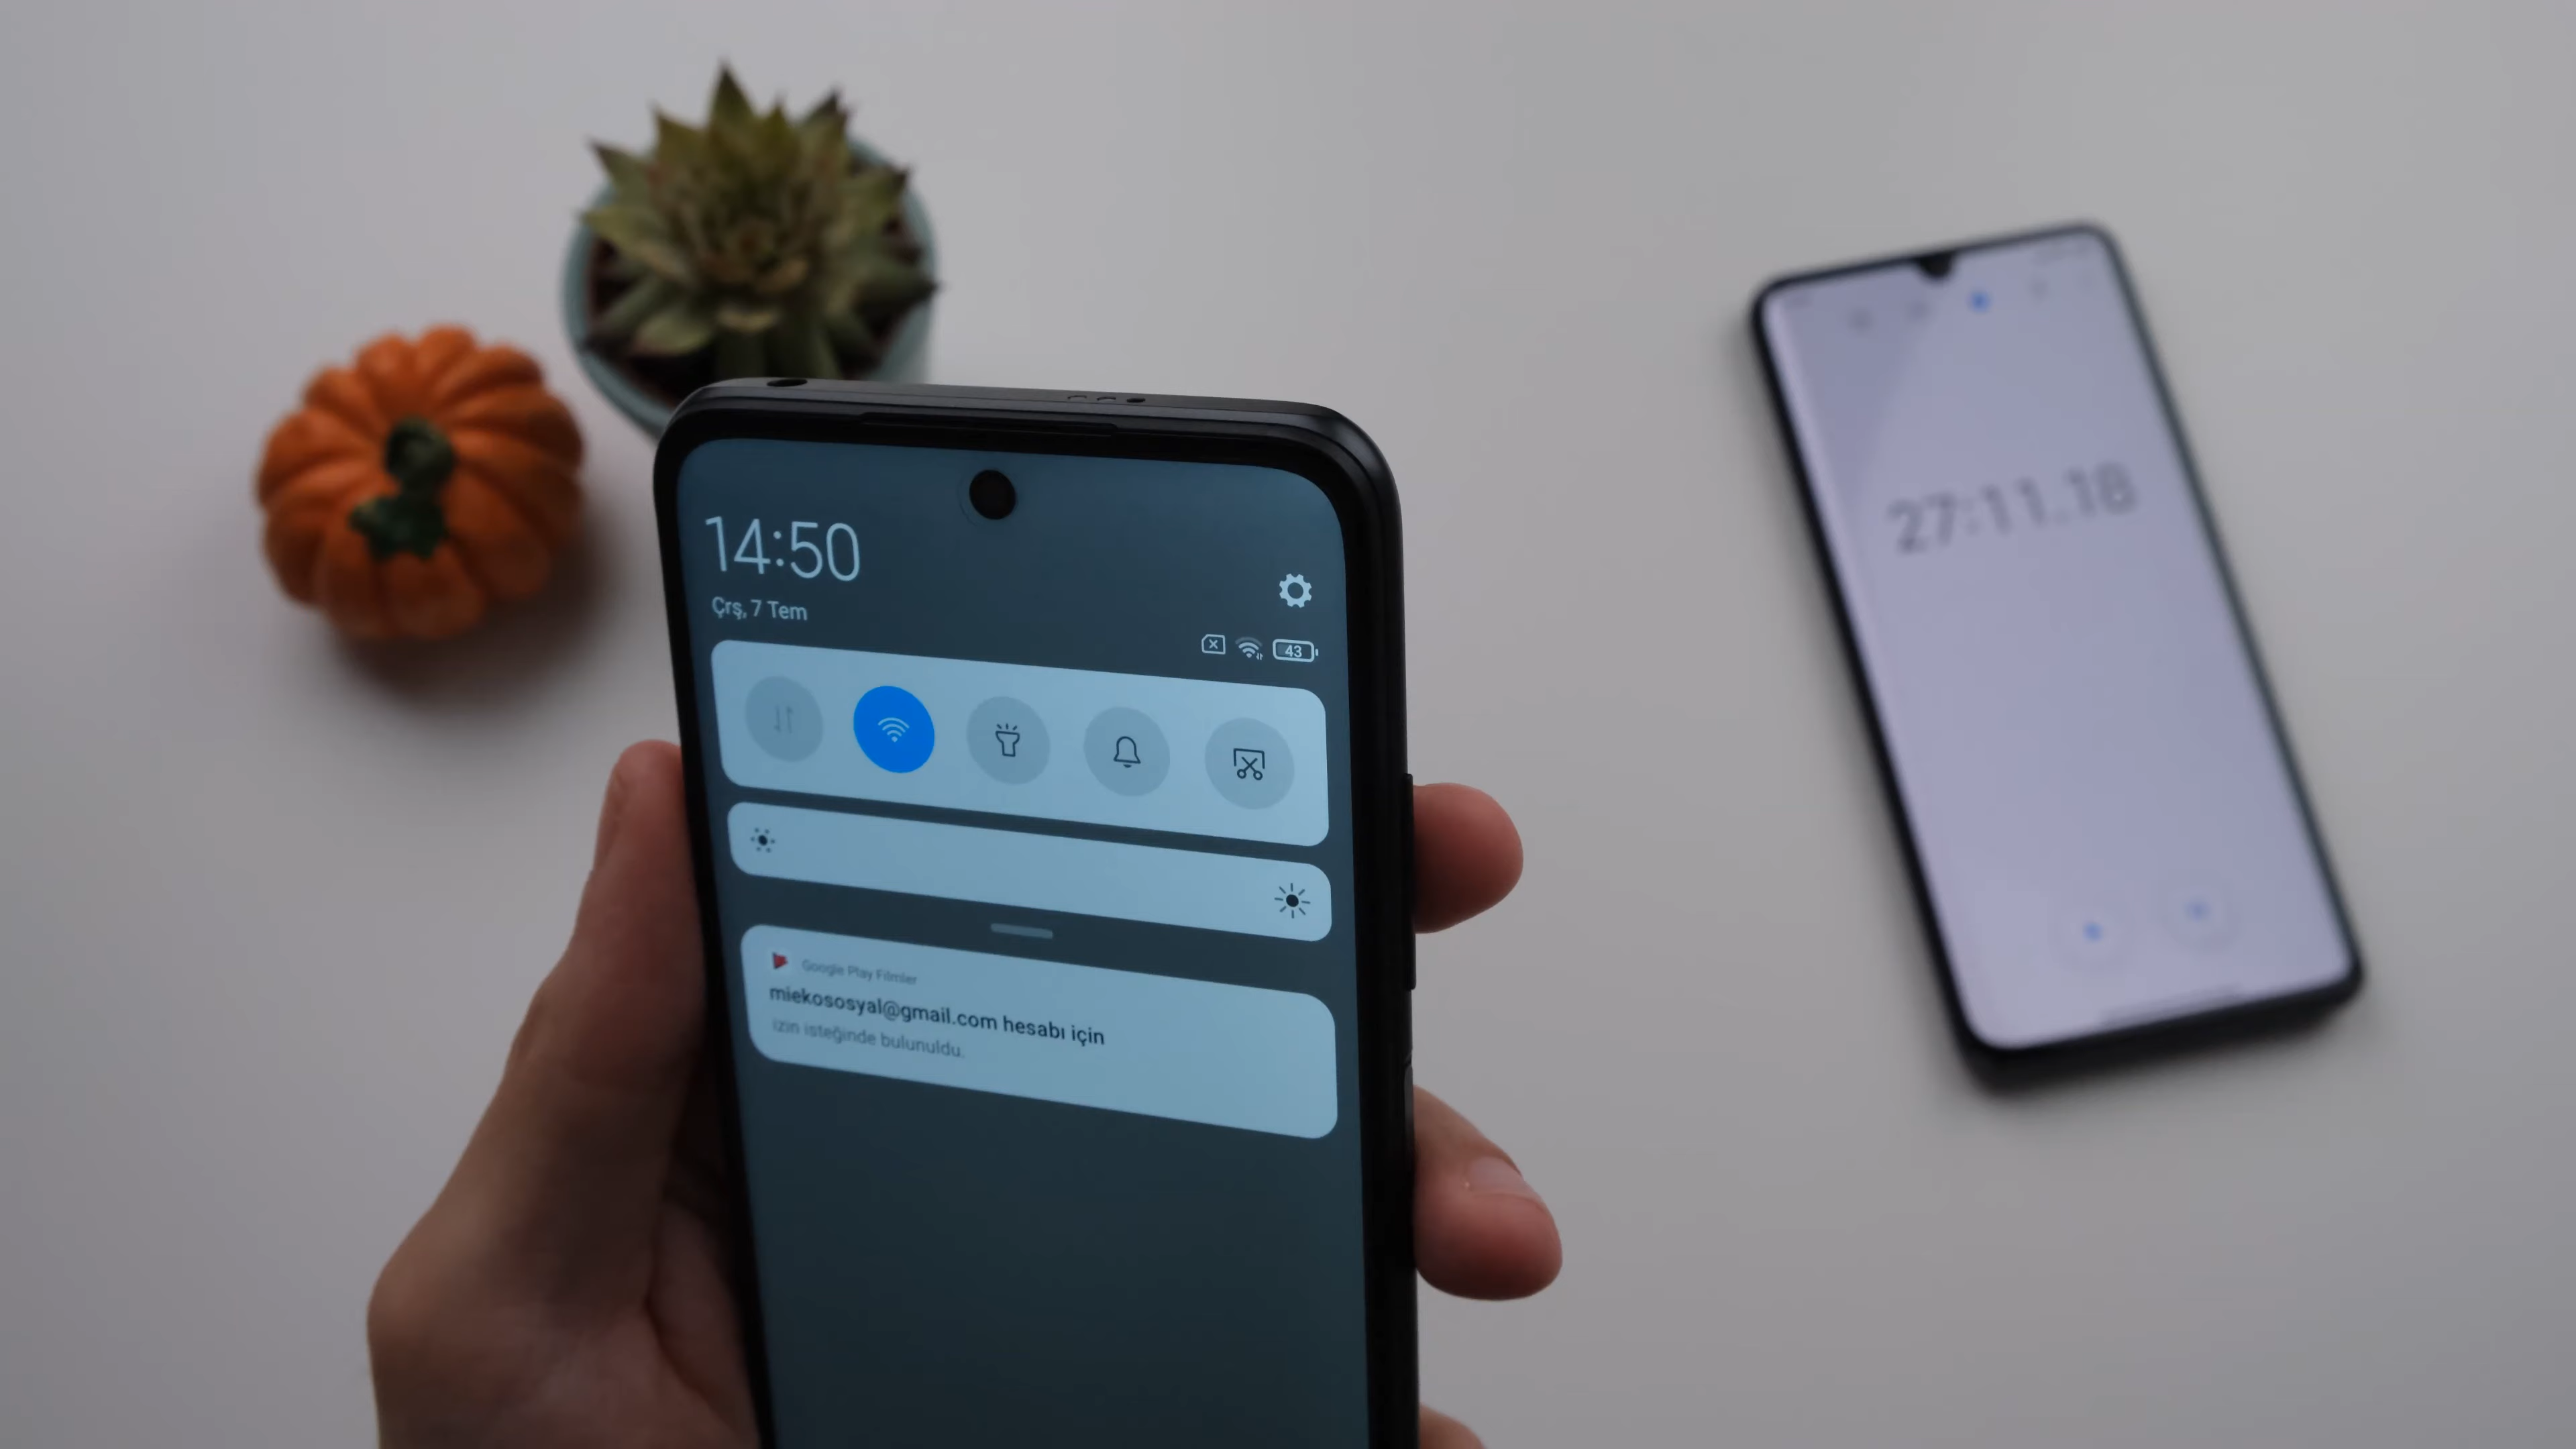 14:50
Çrş, 7 Tem
43
Google Play Filmler
miekososyal@gmail.com hesabı için
izin isteğinde bulunuldu.
27:11.18